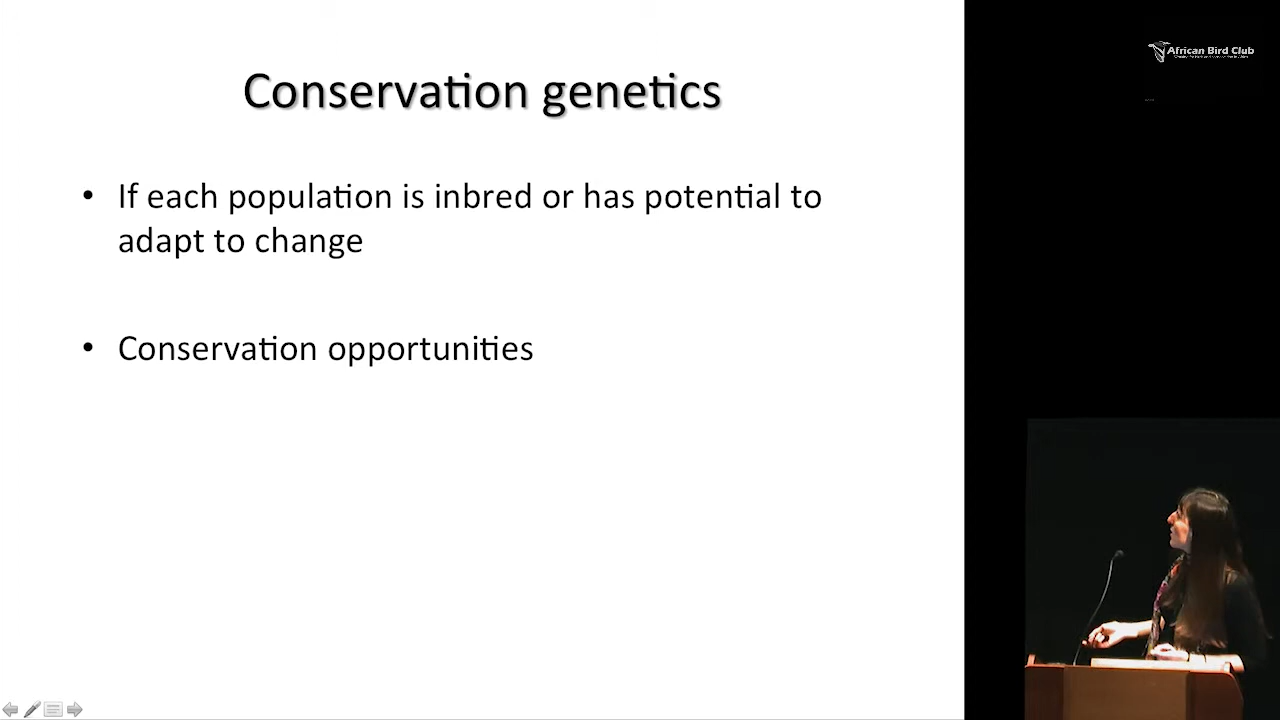 African Bird Club
Conservation genetics
• If each population is inbred or has potential to
adapt to change
• Conservation opportunities